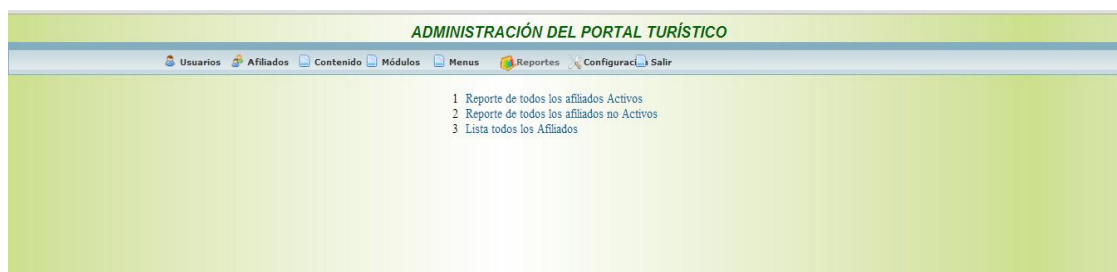 ADMINISTRACIÓN DEL PORTAL TURÍSTICO
Usuarios Afiliados Contenido Módulos Menus Reportes Configuraci Salir
1 Reporte de todos los afiliados Activos
2 Reporte de todos los afiliados no Activos
3 Lista todos los Afiliados